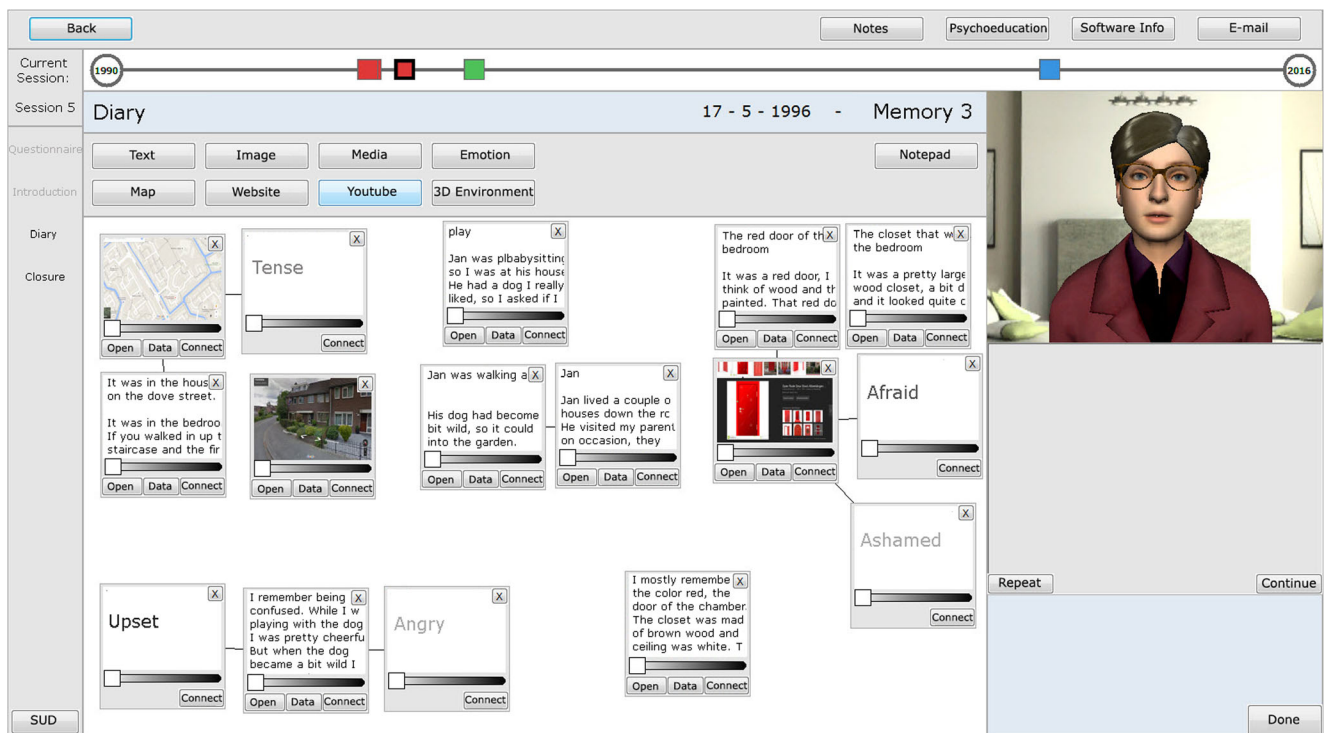 Back
Notes
Psychoeducation
Software Info
E-mail
Current
Session:
Session 5
Questionnaire
Introduction
Diary
Closure
SUD
1990
2016
Diary
17 - 5 - 1996 - Memory 3
Text
Image
Media
Emotion
Notepad
Map
Website
Youtube
3D Environment
X
Open Data Connect
Tense
X
Connect
play
X
Jan was plbabysitting
so I was at his house
He had a dog I really
liked, so I asked if I
Open Data Connect
The red door of th
X
bedroom
It was a red door, I
think of wood and th
painted. That red do
Open Data Connect
The closet that w
X
the bedroom
It was a pretty large
wood closet, a bit d
and it looked quite c
Open Data Connect
It was in the hous
X
on the dove street.
It was in the bedroo
If you walked in up t
staircase and the fir
Open Data Connect
X
Open Data Connect
Jan was walking a
X
His dog had become
bit wild, so it could
into the garden.
Open Data Connect
Jan
X
Jan lived a couple o
houses down the rc
He visited my parent
on occasion, they
Open Data Connect
X
Open Data Connect
X
Afraid
Connect
X
Ashamed
Connect
X
Upset
Connect
I remember being
X
confused. While I w
playing with the dog
I was pretty cheerfu
But when the dog
became a bit wild I
Open Data Connect
X
Angry
Connect
I mostly remembe
X
the color red, the
door of the chamber.
The closet was mad
of brown wood and
ceiling was white. T
Open Data Connect
Repeat
Continue
Done